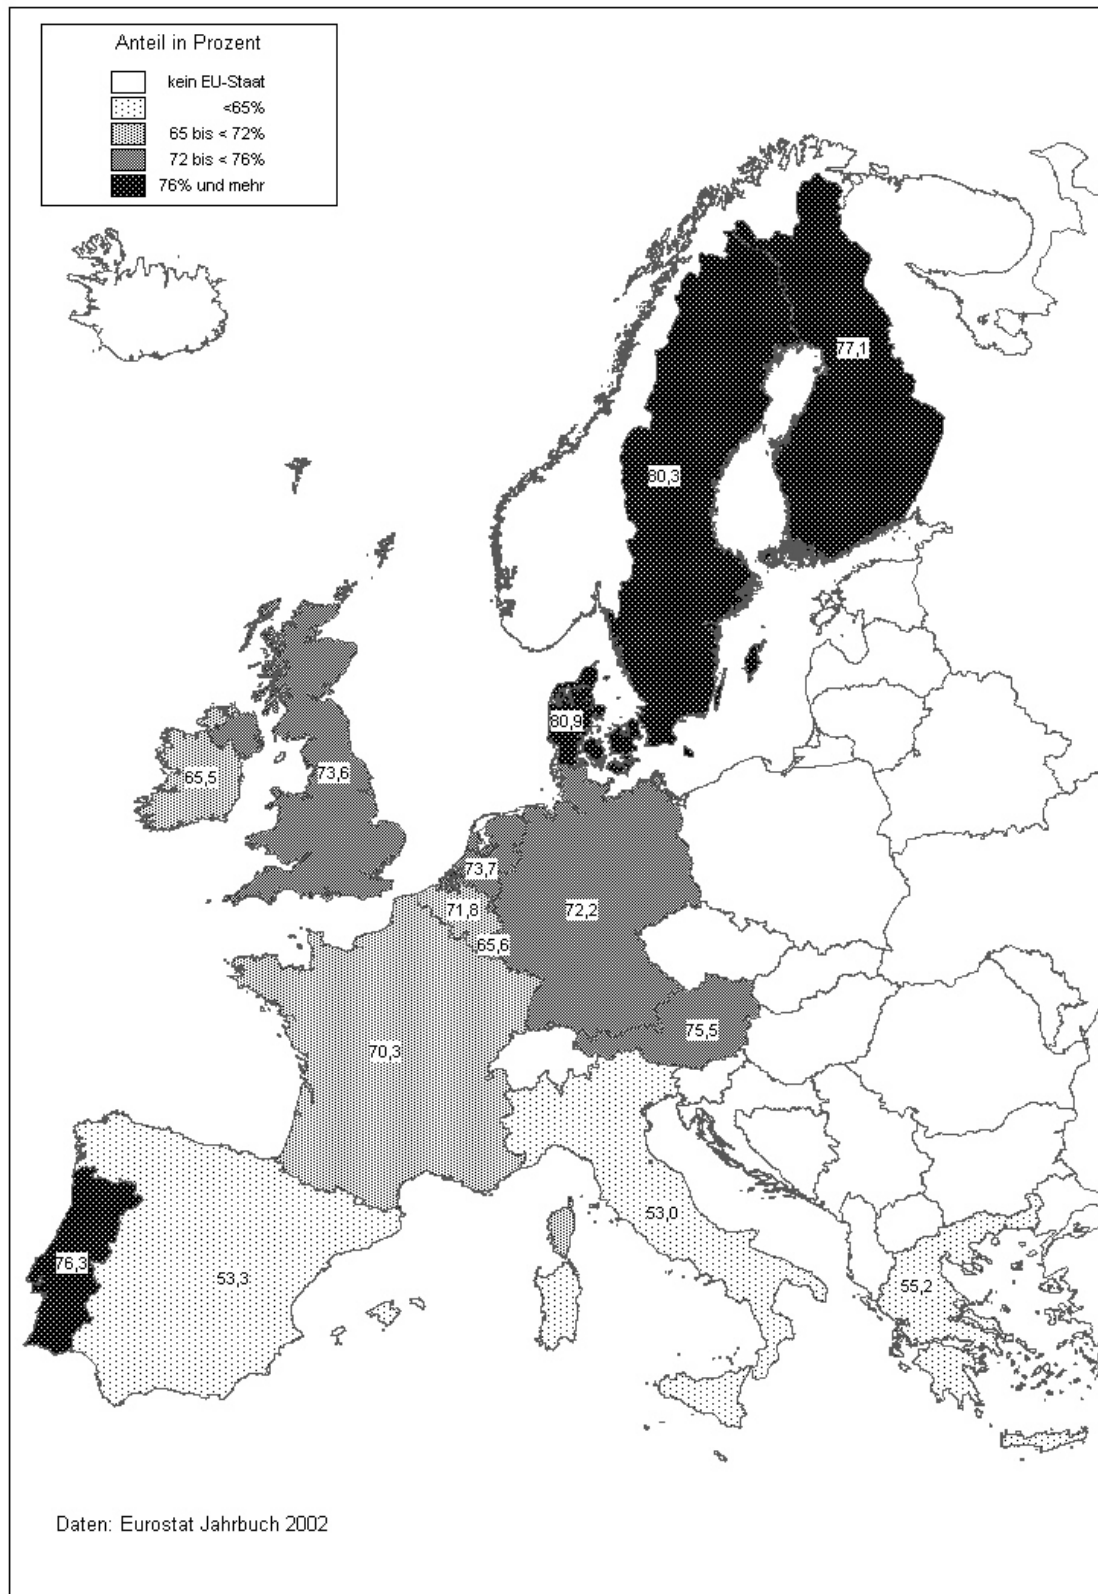 Anteil in Prozent
kein EU-Staat
<65%
65 bis < 72%
72 bis < 76%
76% und mehr
77,1
80,3
80,9
65,5
73,6
73,7
71,8
72,2
65,6
75,5
70,3
53,0
76,3
53,3
55,2
Daten: Eurostat Jahrbuch 2002